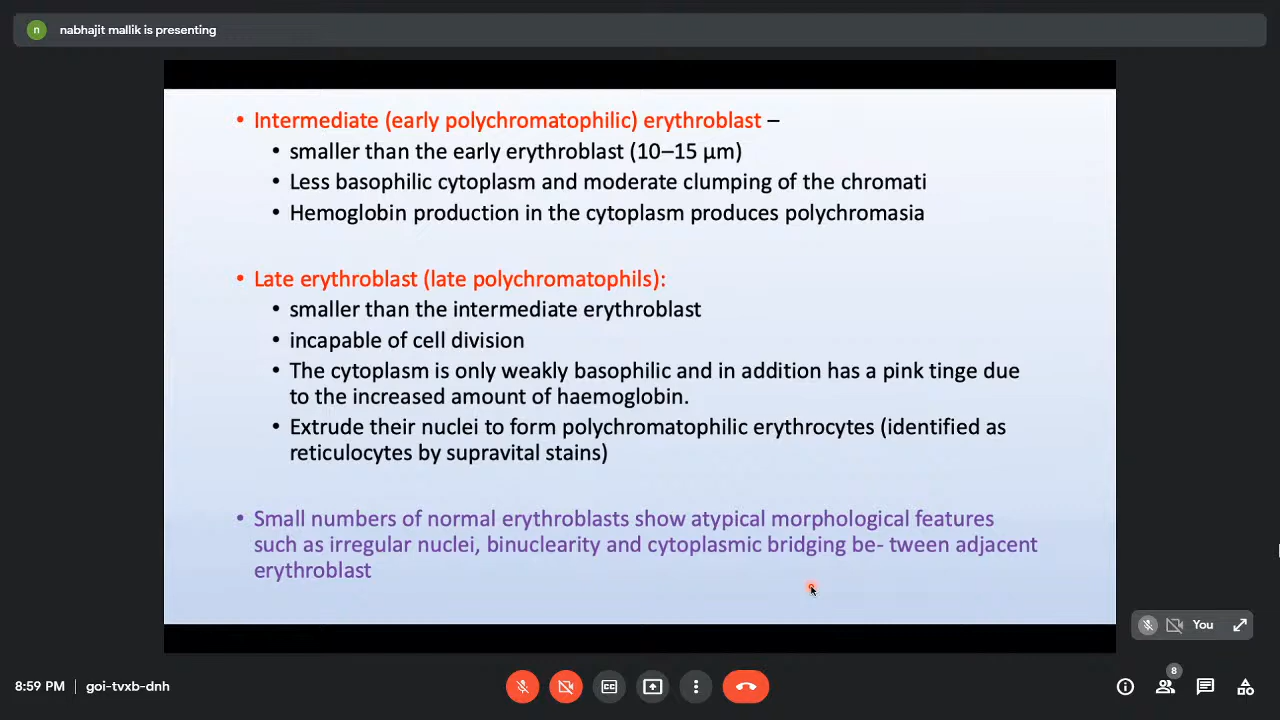 n
nabhajit mallik is presenting
• Intermediate (early polychromatophilic) erythroblast –
• smaller than the early erythroblast (10–15 µm)
• Less basophilic cytoplasm and moderate clumping of the chromati
• Hemoglobin production in the cytoplasm produces polychromasia
• Late erythroblast (late polychromatophils):
• smaller than the intermediate erythroblast
• incapable of cell division
• The cytoplasm is only weakly basophilic and in addition has a pink tinge due
to the increased amount of haemoglobin.
• Extrude their nuclei to form polychromatophilic erythrocytes (identified as
reticulocytes by supravital stains)
• Small numbers of normal erythroblasts show atypical morphological features
such as irregular nuclei, binuclearity and cytoplasmic bridging be- tween adjacent
erythroblast
You
8:59 PM
goi-tvxb-dnh
CC
8